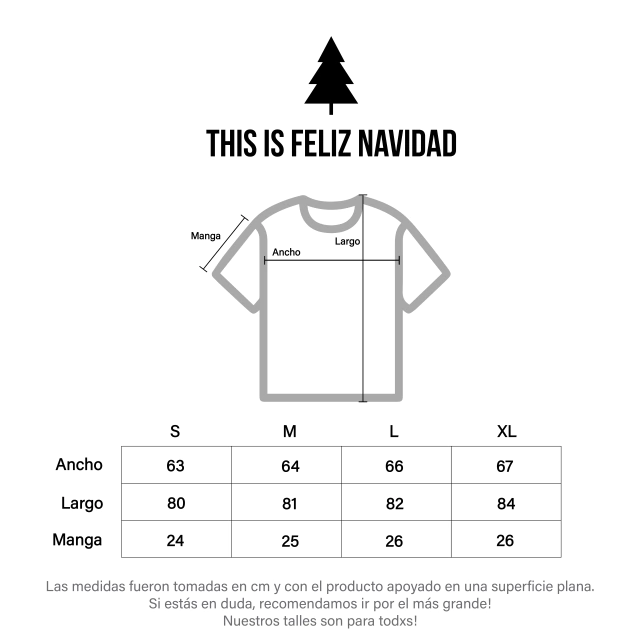 THIS IS FELIZ NAVIDAD
Manga
Largo
Ancho
S M L XL
Ancho 63 64 66 67
Largo 80 81 82 84
Manga 24 25 26 26
Las medidas fueron tomadas en cm y con el producto apoyado en una superficie plana.
Si estás en duda, recomendamos ir por el más grande!
Nuestros talles son para todxs!